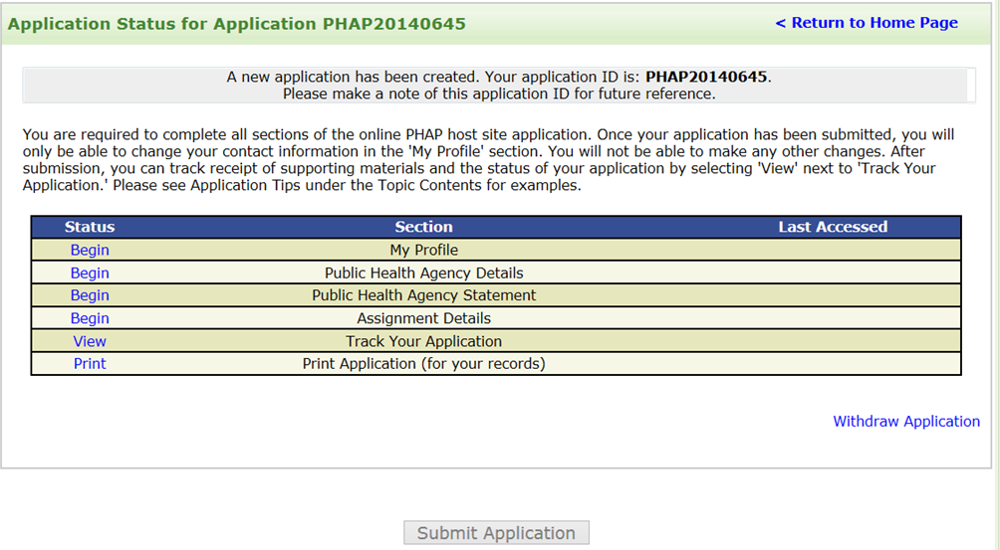 Application Status for Application PHAP20140645
< Return to Home Page
A new application has been created. Your application ID is: PHAP20140645.
Please make a note of this application ID for future reference.
You are required to complete all sections of the online PHAP host site application. Once your application has been submitted, you will
only be able to change your contact information in the 'My Profile' section. You will not be able to make any other changes. After
submission, you can track receipt of supporting materials and the status of your application by selecting 'View' next to 'Track Your
Application.' Please see Application Tips under the Topic Contents for examples.
Status Section Last Accessed
Begin My Profile
Begin Public Health Agency Details
Begin Public Health Agency Statement
Begin Assignment Details
View Track Your Application
Print Print Application (for your records)
Withdraw Application
Submit Application